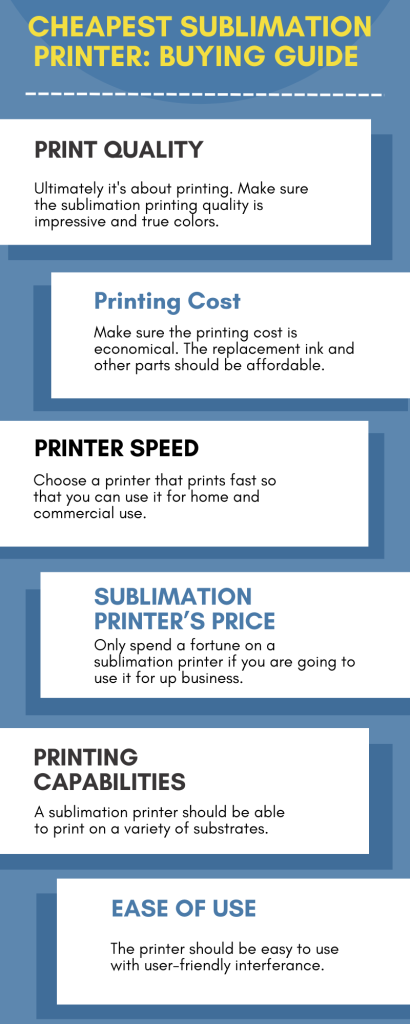 CHEAPEST SUBLIMATION
PRINTER: BUYING GUIDE
PRINT QUALITY
Ultimately it's about printing. Make sure
the sublimation printing quality is
impressive and true colors.
Printing Cost
Make sure the printing cost is
economical. The replacement ink and
other parts should be affordable.
PRINTER SPEED
Choose a printer that prints fast so
that you can use it for home and
commercial use.
SUBLIMATION
PRINTER’S PRICE
Only spend a fortune on a
sublimation printer if you are going to
use it for up business.
PRINTING
CAPABILITIES
A sublimation printer should be able
to print on a variety of substrates.
EASE OF USE
The printer should be easy to use
with user-friendly interferance.